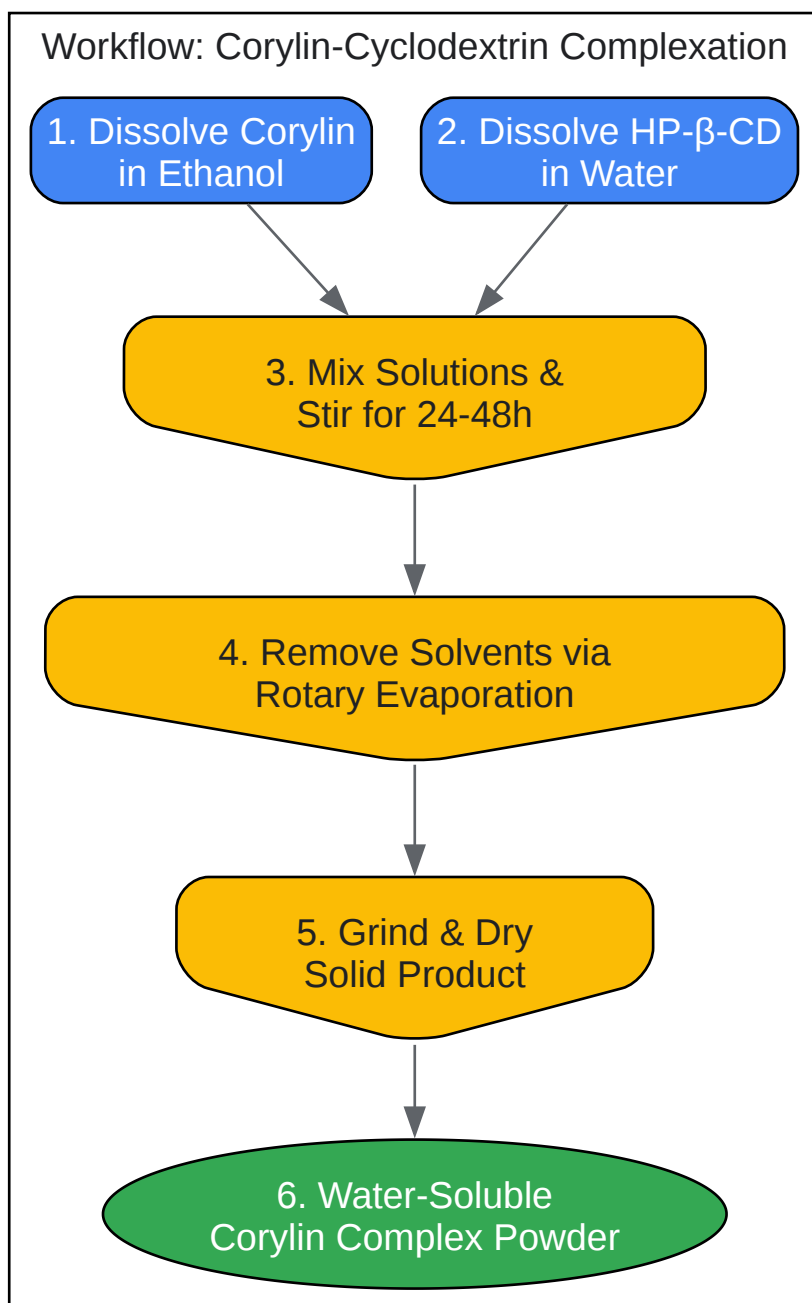 Workflow: Corylin-Cyclodextrin Complexation
1. Dissolve Corylin
in Ethanol
2. Dissolve HP-β-CD
in Water
3. Mix Solutions &
Stir for 24-48h
4. Remove Solvents via
Rotary Evaporation
5. Grind & Dry
Solid Product
6. Water-Soluble
Corylin Complex Powder